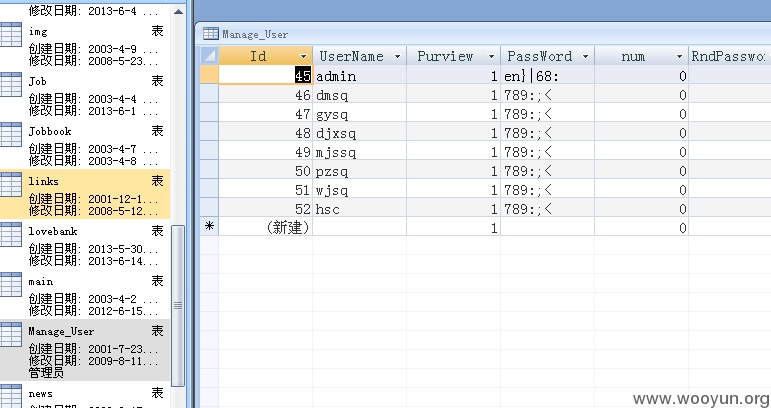 修改日期: 2013-6-4 ...
img 表
创建日期: 2013-4-9 ...
修改日期: 2008-5-23...
Job 表
创建日期: 2003-4-4 ...
修改日期: 2013-6-1 ...
Jobbook 表
创建日期: 2003-4-7 ...
修改日期: 2003-4-8 ...
links 表
创建日期: 2001-12-1...
修改日期: 2008-5-12...
lovebank 表
创建日期: 2013-5-30...
修改日期: 2013-6-14...
main 表
创建日期: 2003-4-2 ...
修改日期: 2012-6-15...
Manage_User 表
创建日期: 2001-7-23...
修改日期: 2009-8-11...
管理员
news 表
Manage_User
Id UserName Purview PassWord num RndPasswo
45 admin 1 en}|68: 0
46 dmsq 1 789:;< 0
47 gysq 1 789:;< 0
48 djxsq 1 789:;< 0
49 mjssq 1 789:;< 0
50 pzsq 1 789:;< 0
51 wjsq 1 789:;< 0
52 hsc 1 789:;< 0
* (新建) 1 0
www.wooyun.org